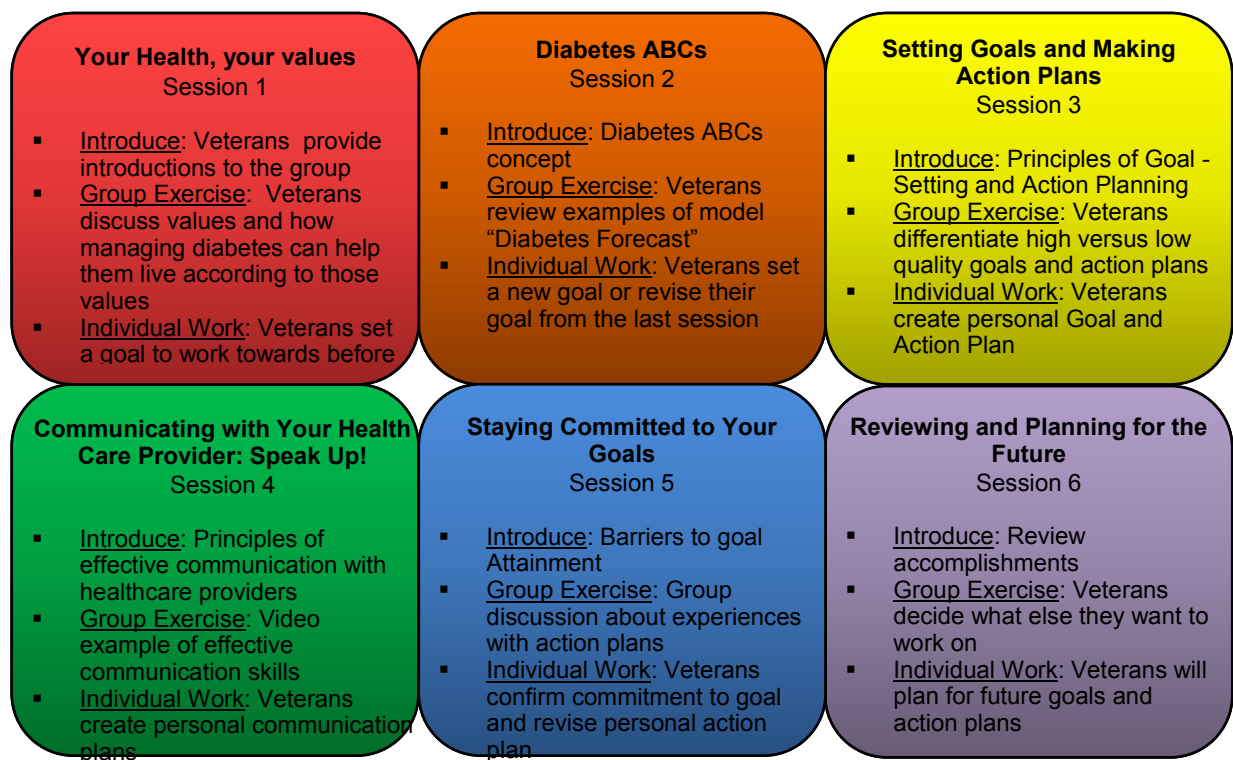 Your Health, your values
Session 1
▪ Introduce: Veterans provide
introductions to the group
▪ Group Exercise: Veterans
discuss values and how
managing diabetes can help
them live according to those
values
▪ Individual Work: Veterans set
a goal to work towards before
Diabetes ABCs
Session 2
▪ Introduce: Diabetes ABCs
concept
▪ Group Exercise: Veterans
review examples of model
“Diabetes Forecast”
▪ Individual Work: Veterans set
a new goal or revise their
goal from the last session
Setting Goals and Making
Action Plans
Session 3
▪ Introduce: Principles of Goal -
Setting and Action Planning
▪ Group Exercise: Veterans
differentiate high versus low
quality goals and action plans
▪ Individual Work: Veterans
create personal Goal and
Action Plan
Communicating with Your Health
Care Provider: Speak Up!
Session 4
▪ Introduce: Principles of
effective communication with
healthcare providers
▪ Group Exercise: Video
example of effective
communication skills
▪ Individual Work: Veterans
create personal communication
plans
Staying Committed to Your
Goals
Session 5
▪ Introduce: Barriers to goal
Attainment
▪ Group Exercise: Group
discussion about experiences
with action plans
▪ Individual Work: Veterans
confirm commitment to goal
and revise personal action
plan
Reviewing and Planning for the
Future
Session 6
▪ Introduce: Review
accomplishments
▪ Group Exercise: Veterans
decide what else they want to
work on
▪ Individual Work: Veterans will
plan for future goals and
action plans